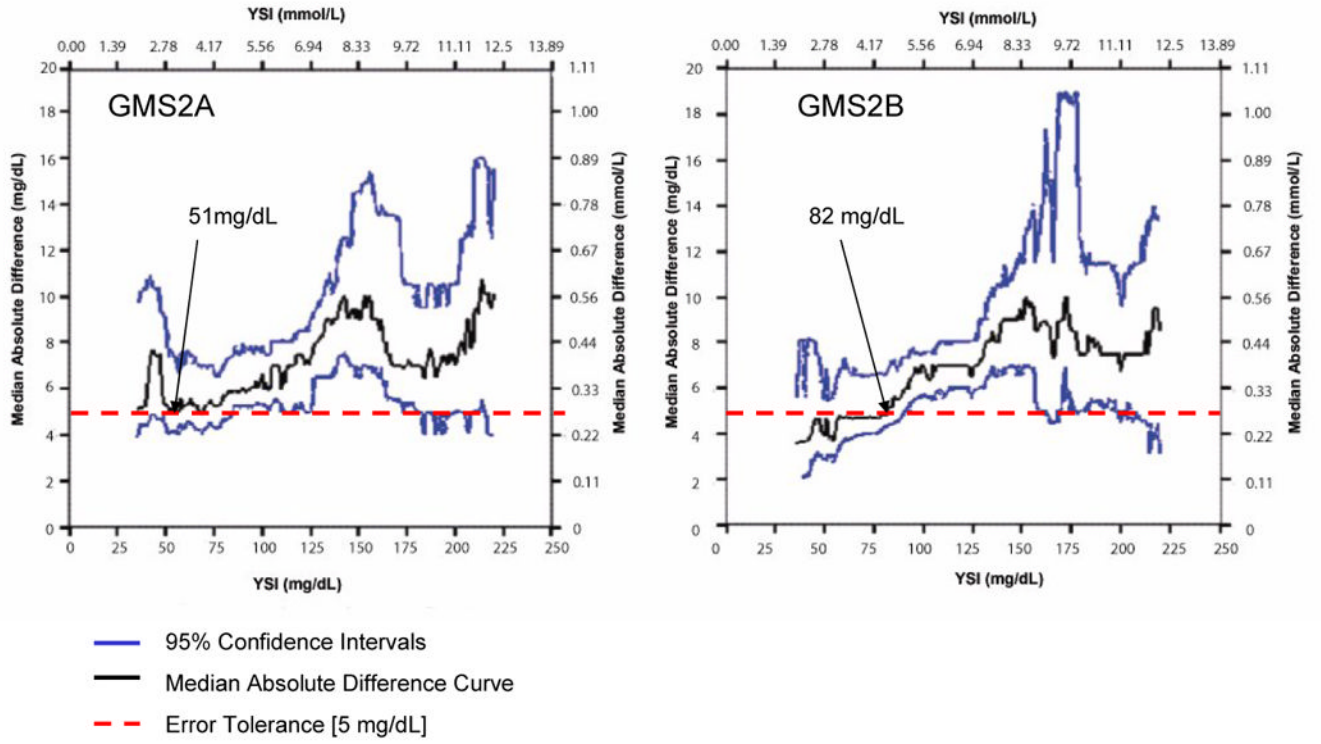 YSI (mmol/L)
0.00 1.39 2.78 4.17 5.56 6.94 8.33 9.72 11.11 12.5 13.89
GMS2A
51mg/dL
Median Absolute Difference (mg/dL)
20
18
16
14
12
10
8
6
4
2
0
Median Absolute Difference (mmol/L)
1.11
1.00
0.89
0.78
0.67
0.56
0.44
0.33
0.22
0.11
0
0 25 50 75 100 125 150 175 200 225 250
YSI (mg/dL)
YSI (mmol/L)
0.00 1.39 2.78 4.17 5.56 6.94 8.33 9.72 11.11 12.5 13.89
GMS2B
82 mg/dL
Median Absolute Difference (mg/dL)
20
18
16
14
12
10
8
6
4
2
0
Median Absolute Difference (mmol/L)
1.11
1.00
0.89
0.78
0.67
0.56
0.44
0.33
0.22
0.11
0
0 25 50 75 100 125 150 175 200 225 250
YSI (mg/dL)
95% Confidence Intervals
Median Absolute Difference Curve
Error Tolerance [5 mg/dL]